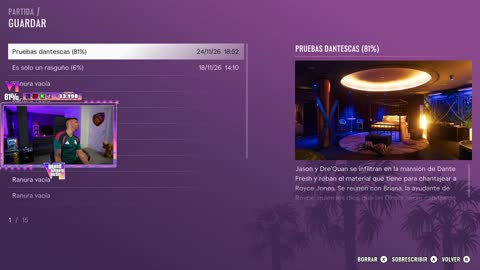 PARTIDA /
GUARDAR
Pruebas dantescas (81%) 24/11/26 18:52
Es solo un rasguño (6%) 18/11/26 14:10
Ranura vacía
VI
81%
Ranura vacía
Ranura vacía
1 / 16
PRUEBAS DANTESCAS (81%)
Jason y Dre'Quan se infiltran en la mansión de Dante
Fresh y roban el material que tiene para chantajear a
Royce Jones. Se reúnen con Briana, la ayudante de
BORRAR
SOBRESCRIBIR
VOLVER